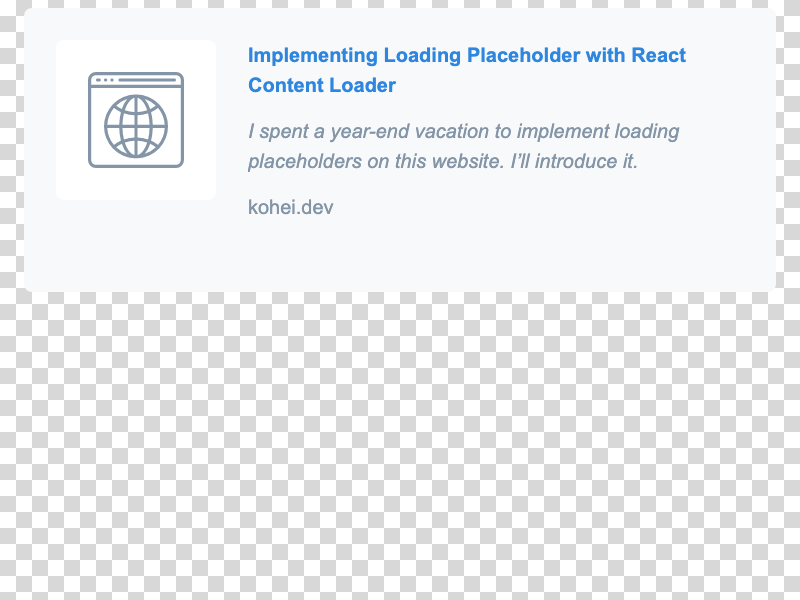 Implementing Loading Placeholder with React
Content Loader
I spent a year-end vacation to implement loading
placeholders on this website. I'll introduce it.
kohei.dev